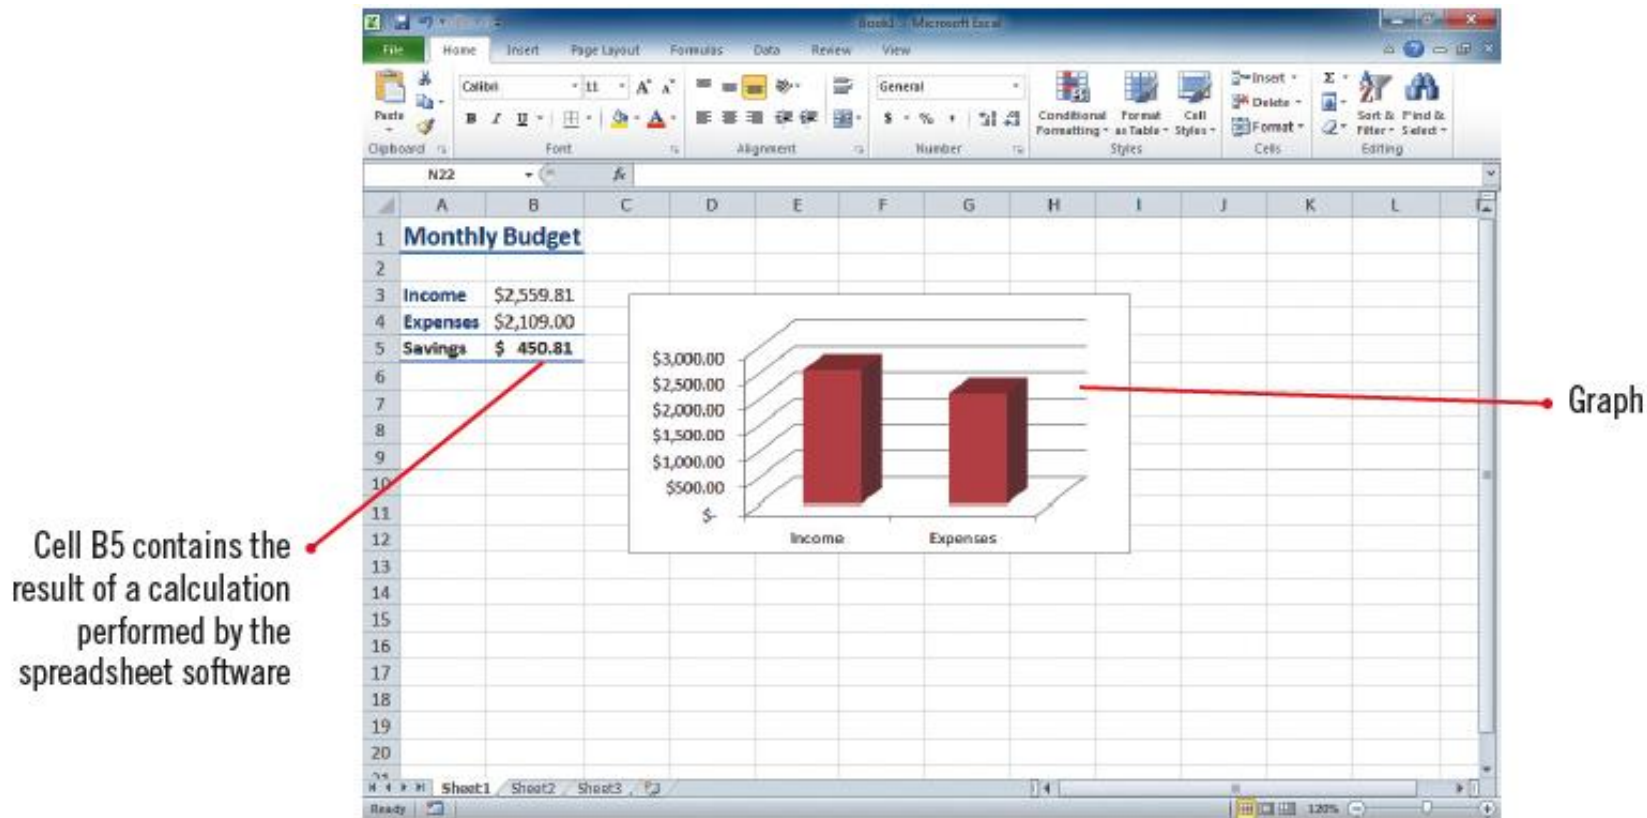 Book1 - Microsoft Excel
File Home Insert Page Layout Formulas Data Review View
Calibri 11 A A General Insert Σ
Paste B I U A $ % , Conditional Formatting Format as Table Cell Styles Delete Format Sort & Filter Find & Select
Clipboard Font Alignment Number Styles Cells Editing
N22 fx
A B C D E F G H I J K L
1 Monthly Budget
2
3 Income $2,559.81
4 Expenses $2,109.00
5 Savings $ 450.81
6
7
8
9
10
11
12
13
14
15
16
17
18
19
20
21
$3,000.00
$2,500.00
$2,000.00
$1,500.00
$1,000.00
$500.00
$-
Income Expenses
Graph
Cell B5 contains the
result of a calculation
performed by the
spreadsheet software
Sheet1 Sheet2 Sheet3
Ready 120%